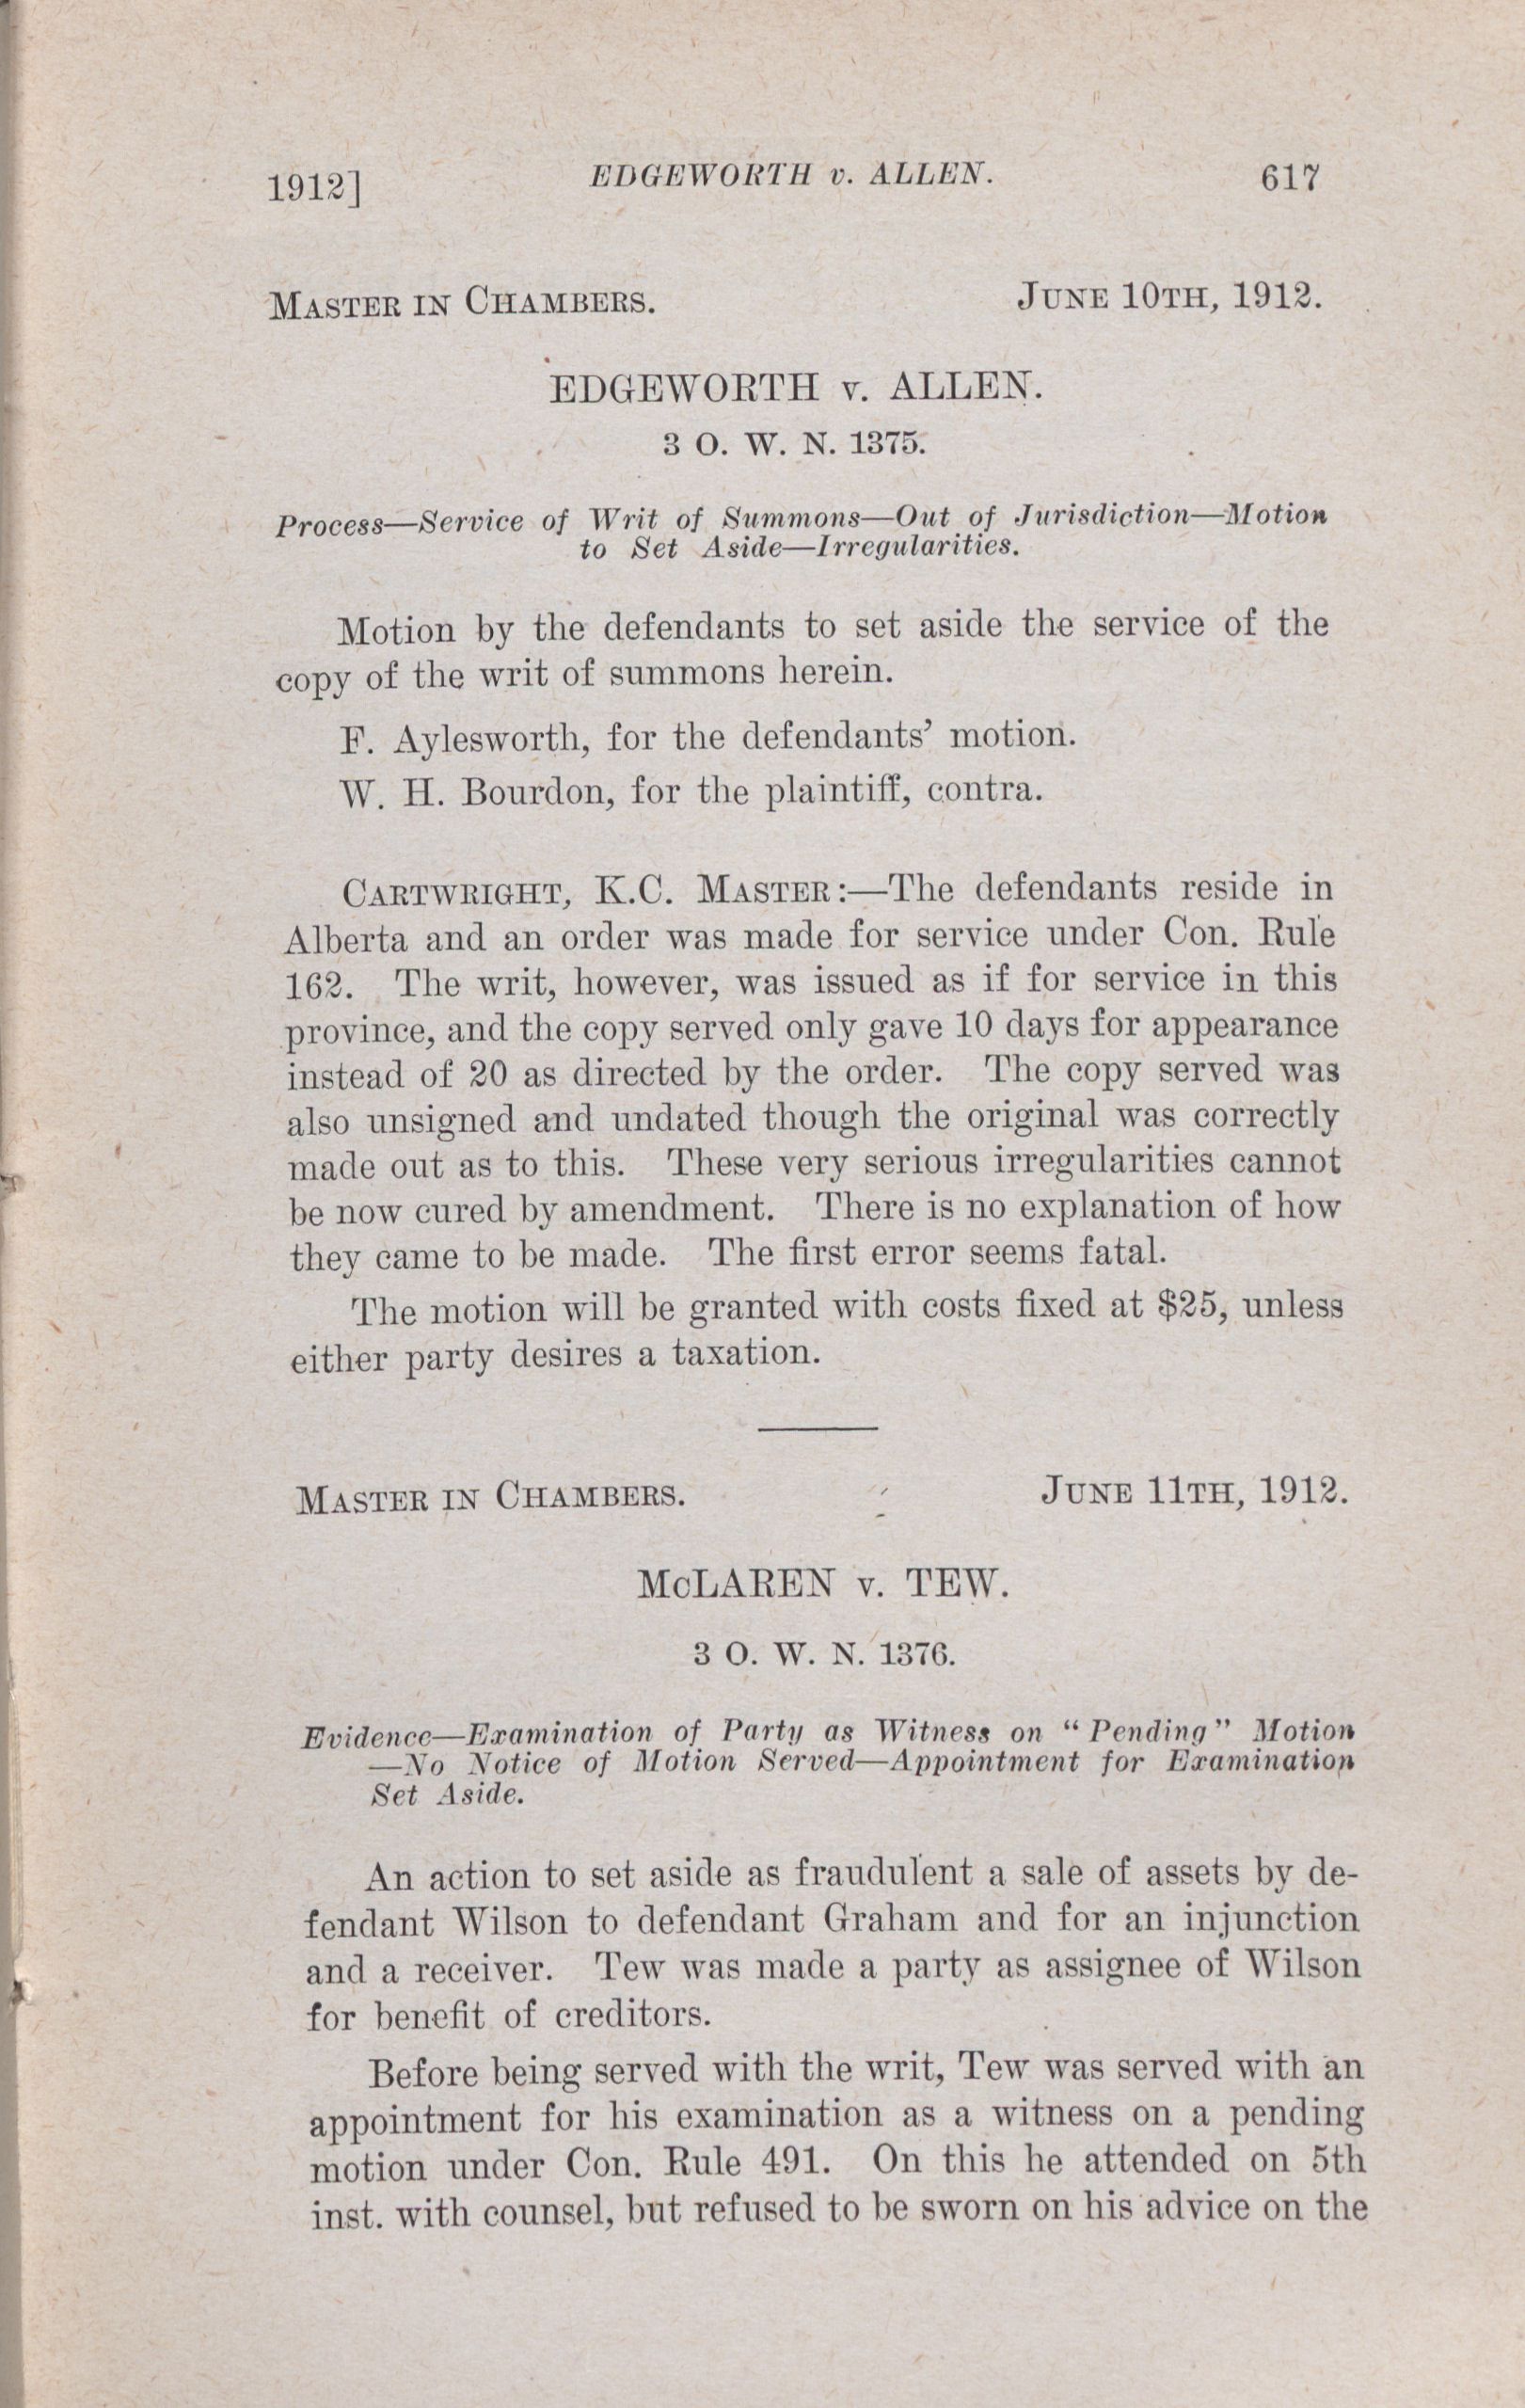 1912] EDGEWORTH v. ALLEN. 617
MASTER IN CHAMBERS. JUNE 10TH, 1912.
EDGEWORTH v. ALLEN.
3 O. W. N. 1375.
Process—Service of Writ of Summons—Out of Jurisdiction—Motion
to Set Aside—Irregularities.
Motion by the defendants to set aside the service of the
copy of the writ of summons herein.
F. Aylesworth, for the defendants' motion.
W. H. Bourdon, for the plaintiff, contra.
CARTWRIGHT, K.C. MASTER:—The defendants reside in
Alberta and an order was made for service under Con. Rule
162. The writ, however, was issued as if for service in this
province, and the copy served only gave 10 days for appearance
instead of 20 as directed by the order. The copy served was
also unsigned and undated though the original was correctly
made out as to this. These very serious irregularities cannot
be now cured by amendment. There is no explanation of how
they came to be made. The first error seems fatal.
The motion will be granted with costs fixed at $25, unless
either party desires a taxation.
MASTER IN CHAMBERS. JUNE 11TH, 1912.
McLAREN v. TEW.
3 O. W. N. 1376.
Evidence—Examination of Party as Witness on "Pending" Motion
—No Notice of Motion Served—Appointment for Examination
Set Aside.
An action to set aside as fraudulent a sale of assets by de-
fendant Wilson to defendant Graham and for an injunction
and a receiver. Tew was made a party as assignee of Wilson
for benefit of creditors.
Before being served with the writ, Tew was served with an
appointment for his examination as a witness on a pending
motion under Con. Rule 491. On this he attended on 5th
inst. with counsel, but refused to be sworn on his advice on the